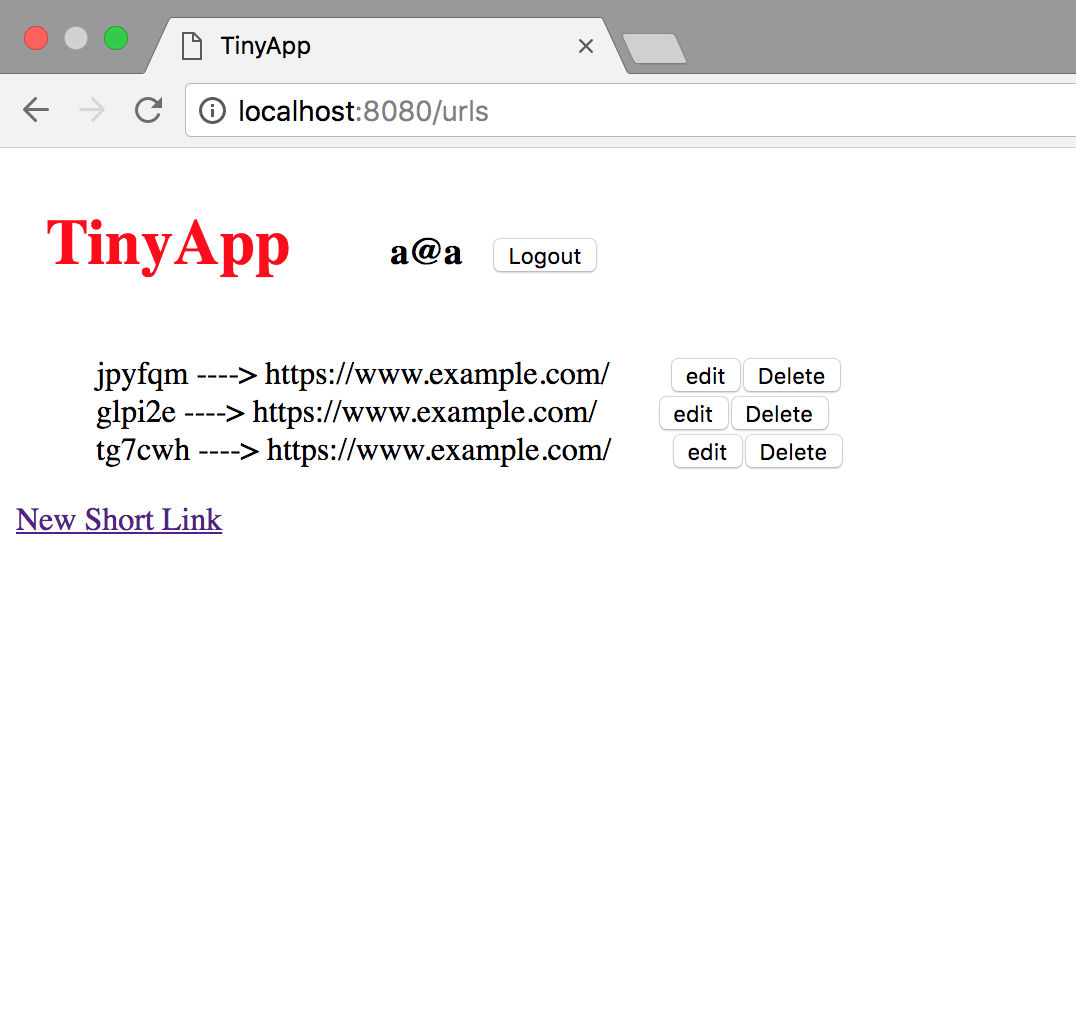 TinyApp
localhost:8080/urls
TinyApp a@a Logout
jpyfqm ----> https://www.example.com/ edit Delete
glpi2e ----> https://www.example.com/ edit Delete
tg7cwh ----> https://www.example.com/ edit Delete
New Short Link